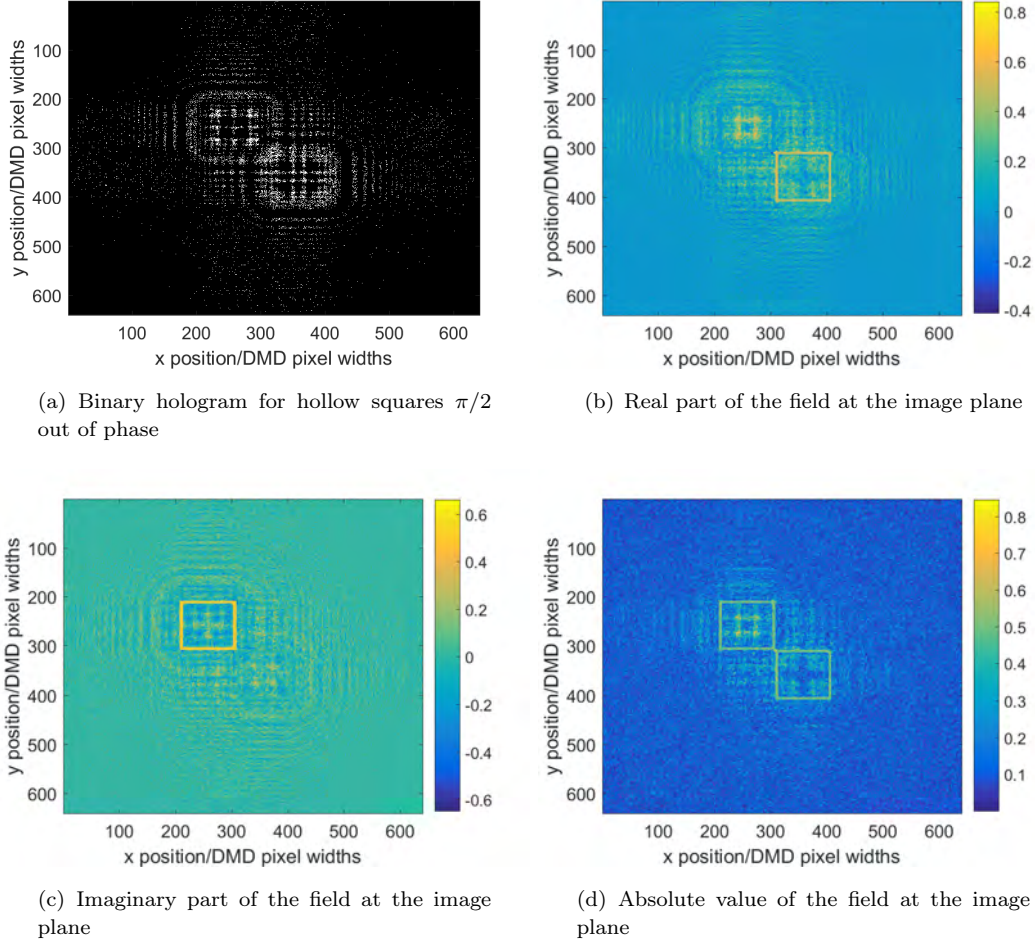 100
200
300
400
500
600
y position/DMD pixel widths
100 200 300 400 500 600
x position/DMD pixel widths
(a) Binary hologram for hollow squares π/2
out of phase
100
200
300
400
500
600
y position/DMD pixel widths
100 200 300 400 500 600
x position/DMD pixel widths
0.8
0.6
0.4
0.2
0
-0.2
-0.4
(b) Real part of the field at the image plane
100
200
300
400
500
600
y position/DMD pixel widths
100 200 300 400 500 600
x position/DMD pixel widths
0.6
0.4
0.2
0
-0.2
-0.4
-0.6
(c) Imaginary part of the field at the image
plane
100
200
300
400
500
600
y position/DMD pixel widths
100 200 300 400 500 600
x position/DMD pixel widths
0.8
0.7
0.6
0.5
0.4
0.3
0.2
0.1
(d) Absolute value of the field at the image
plane